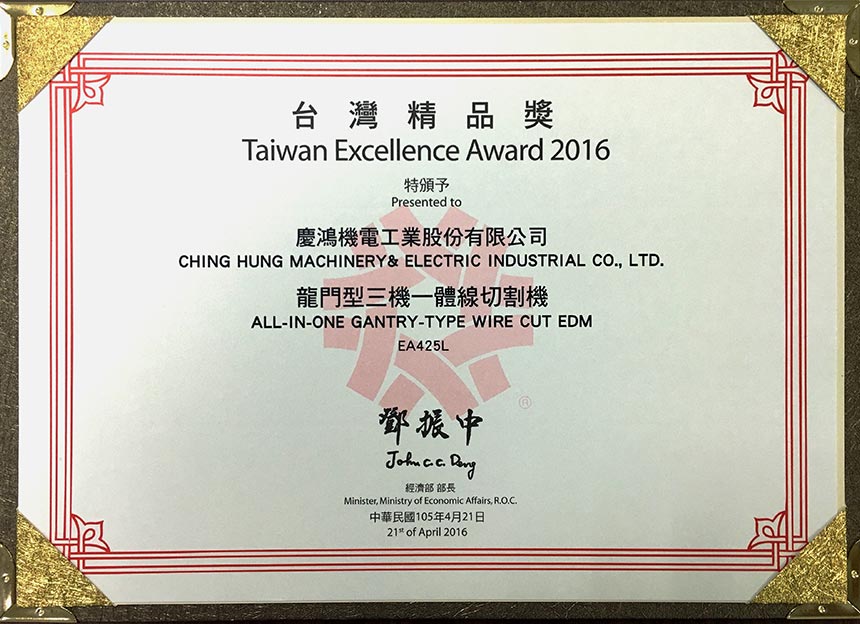 台灣精品獎
Taiwan Excellence Award 2016
特頒予
Presented to
慶鴻機電工業股份有限公司
CHING HUNG MACHINERY& ELECTRIC INDUSTRIAL CO., LTD.
龍門型三機一體線切割機
ALL-IN-ONE GANTRY-TYPE WIRE CUT EDM
EA425L
®
鄧振中
John C.C. Deng
經濟部 部長
Minister, Ministry of Economic Affairs, R.O.C.
中華民國105年4月21日
21st of April 2016